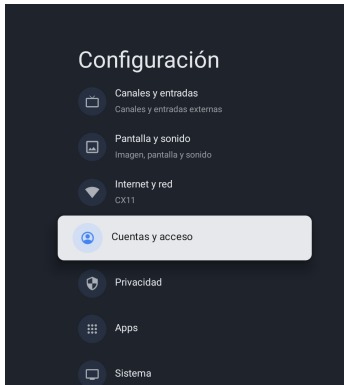 Configuración
Canales y entradas
Canales y entradas externas
Pantalla y sonido
Imagen, pantalla y sonido
Internet y red
CX11
Cuentas y acceso
Privacidad
Apps
Sistema